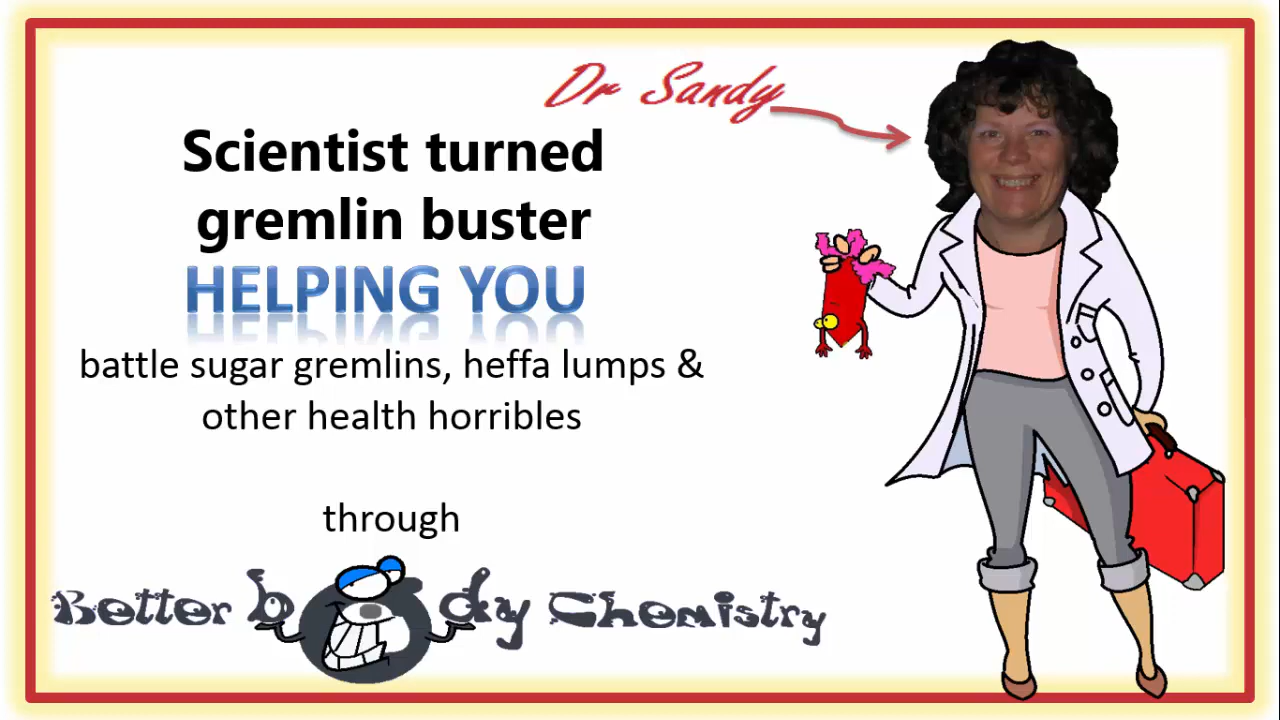 Dr Sandy
Scientist turned
gremlin buster
HELPING YOU
battle sugar gremlins, heffa lumps &
other health horribles
through
Better body Chemistry